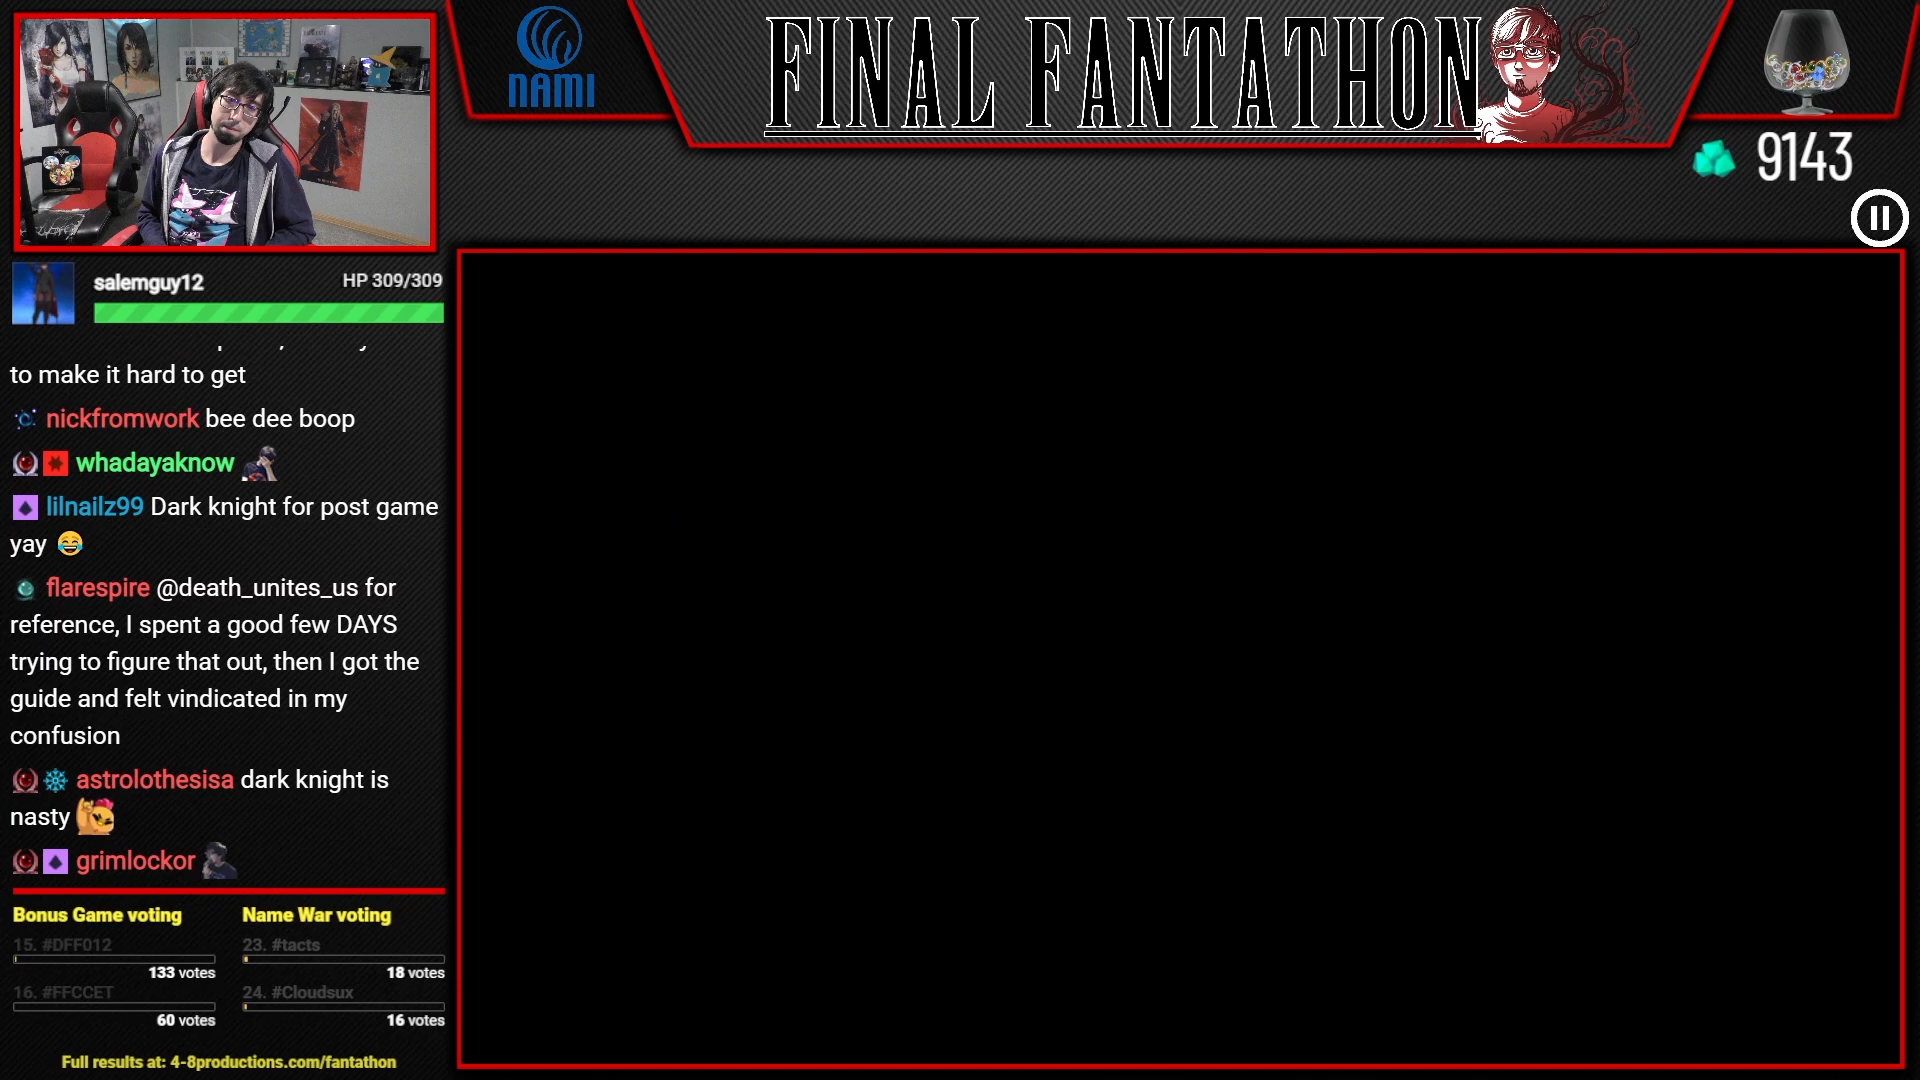 NAMI
FINAL FANTATHON
9143
salemguy12
HP 309/309
to make it hard to get
nickfromwork bee dee boop
whadayaknow
lilnailz99 Dark knight for post game
yay 😂
flarespire @death_unites_us for
reference, I spent a good few DAYS
trying to figure that out, then I got the
guide and felt vindicated in my
confusion
astrolothesisa dark knight is
nasty
grimlockor
Bonus Game voting
15. #DFF012
133 votes
16. #FFCCET
60 votes
Name War voting
23. #tacts
18 votes
24. #Cloudsux
16 votes
Full results at: 4-8productions.com/fantathon